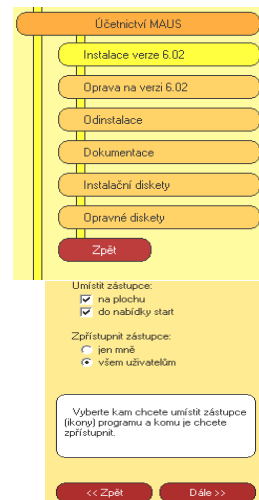 Účetnictví MAUS
Instalace verze 6.02
Oprava na verzi 6.02
Odinstalace
Dokumentace
Instalační diskety
Opravné diskety
Zpět
Umístit zástupce:
na plochu
do nabídky start
Zpřístupnit zástupce:
jen mně
všem uživatelům
Vyberte kam chcete umístit zástupce
(ikony) programu a komu je chcete
zpřístupnit.
<< Zpět
Dále >>